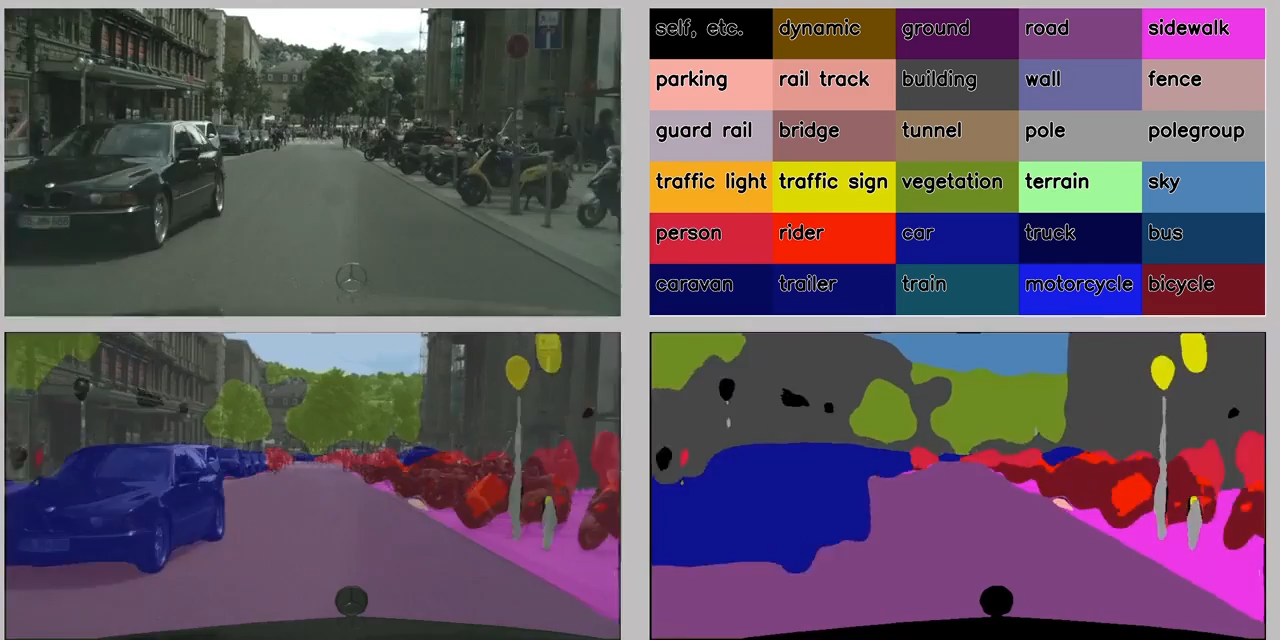 self, etc. dynamic ground road sidewalk
parking rail track building wall fence
guard rail bridge tunnel pole polegroup
traffic light traffic sign vegetation terrain sky
person rider car truck bus
caravan trailer train motorcycle bicycle